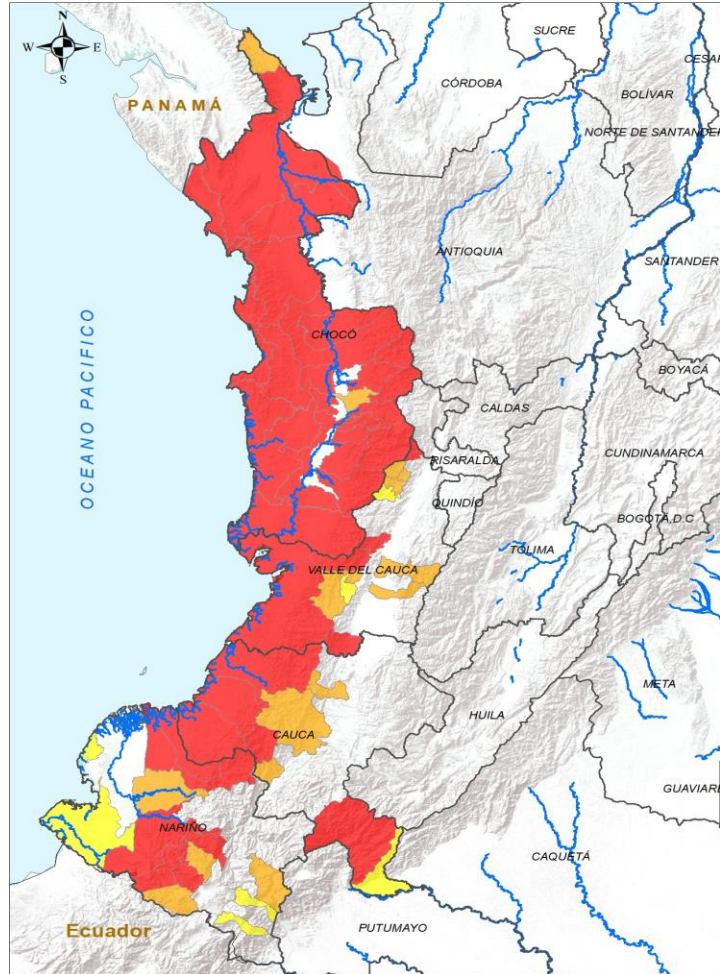 N
W E
S
PANAMÁ
SUCRE
CÓRDOBA
CESAR
BOLÍVAR
NORTE DE SANTANDER
ANTIOQUIA
SANTANDER
OCEANO PACIFICO
CHOCÓ
BOYACÁ
CALDAS
CUNDINAMARCA
RISARALDA
QUINDÍO
BOGOTÁ,D.C
TOLIMA
VALLE DEL CAUCA
META
HUILA
CAUCA
GUAVIARE
NARIÑO
CAQUETÁ
PUTUMAYO
Ecuador